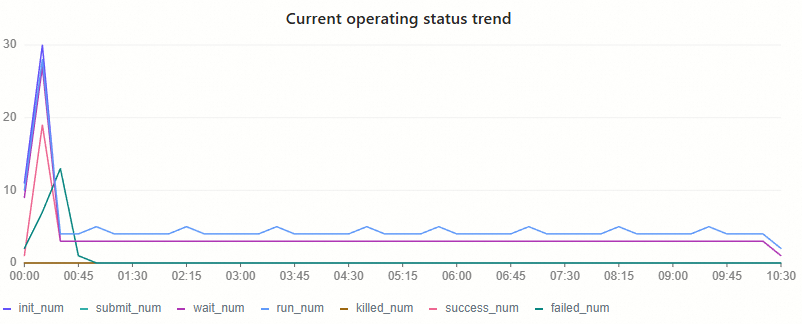 Current operating status trend
30
20
10
0
00:00 00:45 01:30 02:15 03:00 03:45 04:30 05:15 06:00 06:45 07:30 08:15 09:00 09:45 10:30
init_num submit_num wait_num run_num killed_num success_num failed_num